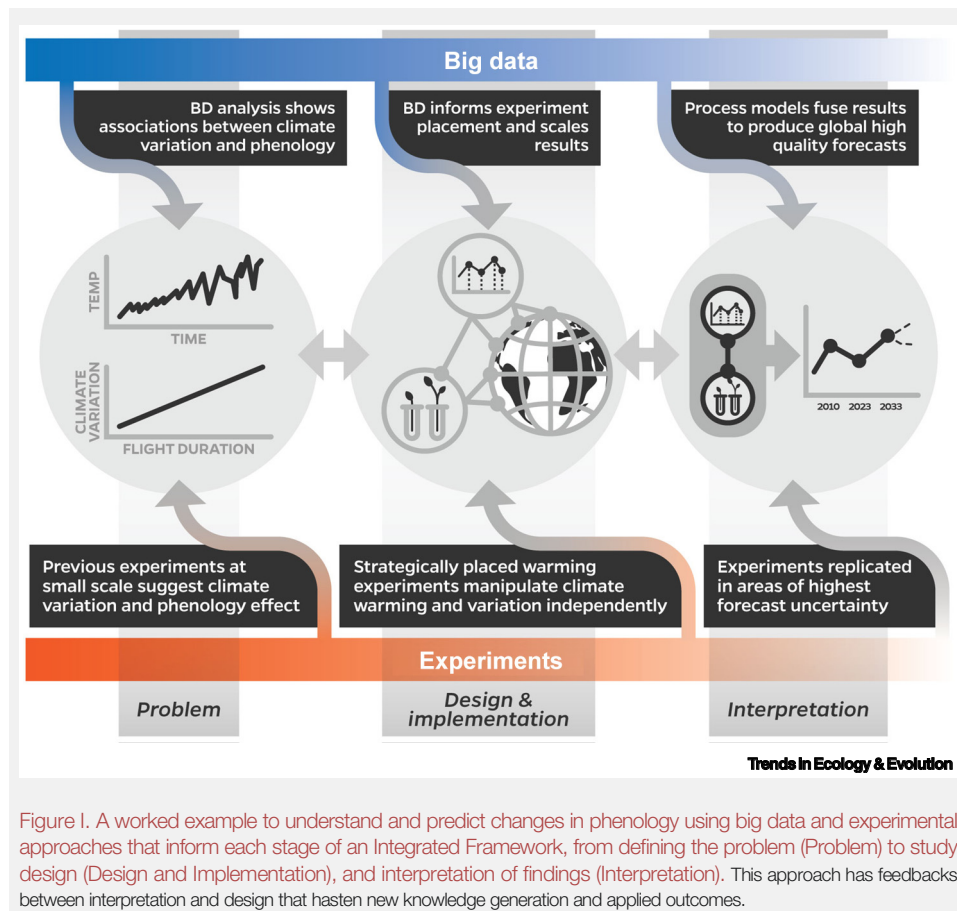 Big data
BD analysis shows
associations between climate
variation and phenology
BD informs experiment
placement and scales
results
Process models fuse results
to produce global high
quality forecasts
TEMP
TIME
CLIMATE
VARIATION
FLIGHT DURATION
2010 2023 2033
Previous experiments at
small scale suggest climate
variation and phenology effect
Strategically placed warming
experiments manipulate climate
warming and variation independently
Experiments replicated
in areas of highest
forecast uncertainty
Experiments
Problem
Design &
implementation
Interpretation
Trends in Ecology & Evolution
Figure I. A worked example to understand and predict changes in phenology using big data and experimental
approaches that inform each stage of an Integrated Framework, from defining the problem (Problem) to study
design (Design and Implementation), and interpretation of findings (Interpretation). This approach has feedbacks
between interpretation and design that hasten new knowledge generation and applied outcomes.